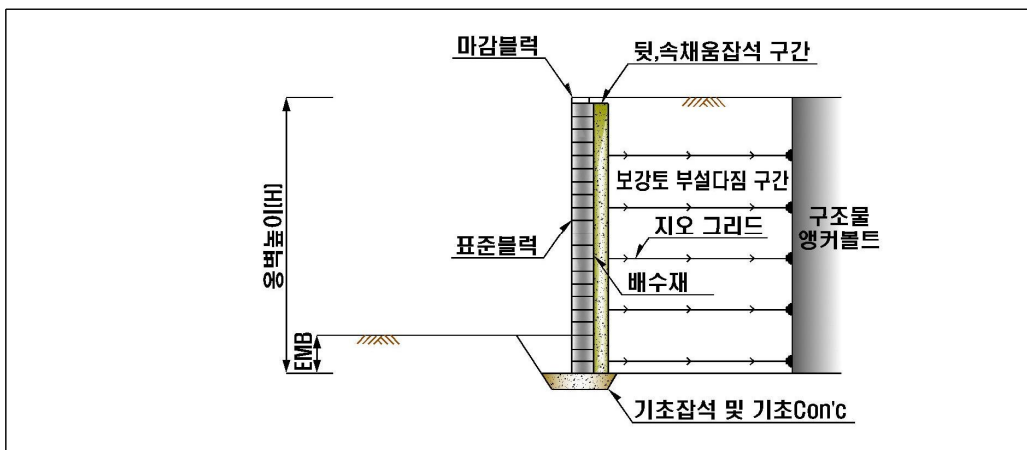 마감블럭
뒷,속채움잡석 구간
보강토 부설다짐 구간
구조물
앵커볼트
지오 그리드
표준블럭
배수재
옹벽높이(H)
EMB
기초잡석 및 기초Con'c